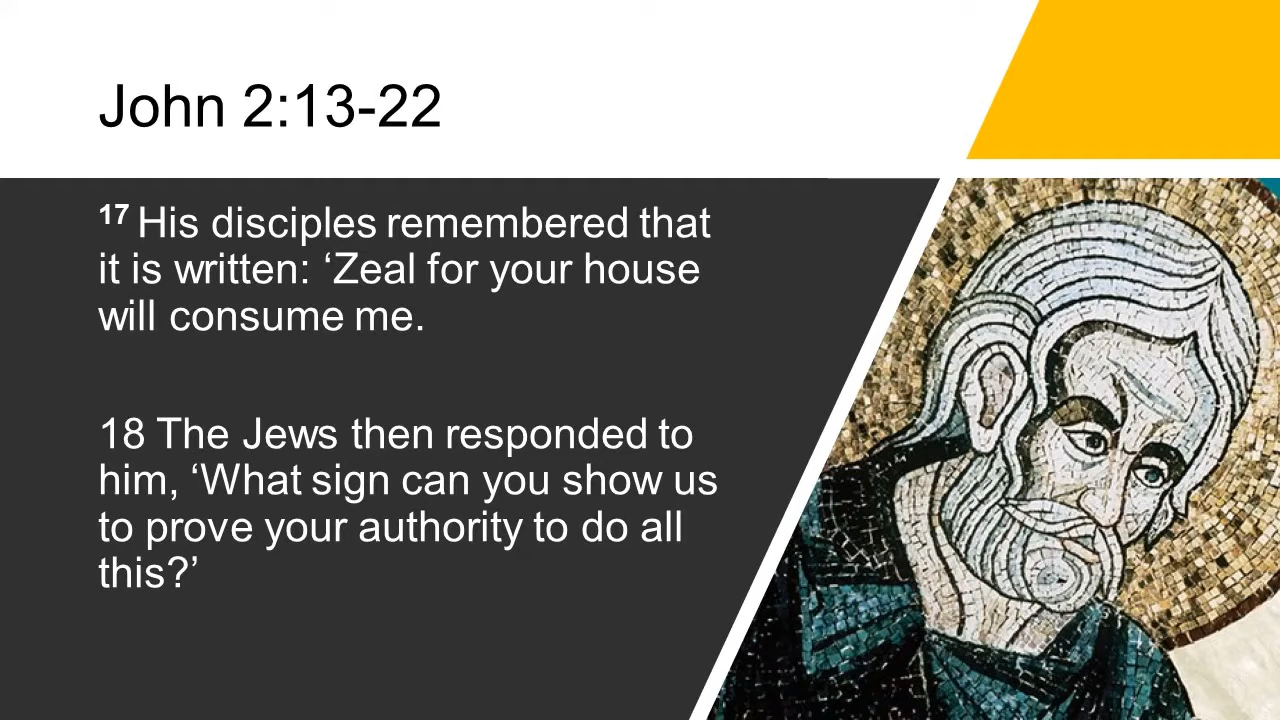 John 2:13-22
17 His disciples remembered that
it is written: ‘Zeal for your house
will consume me.
18 The Jews then responded to
him, ‘What sign can you show us
to prove your authority to do all
this?’